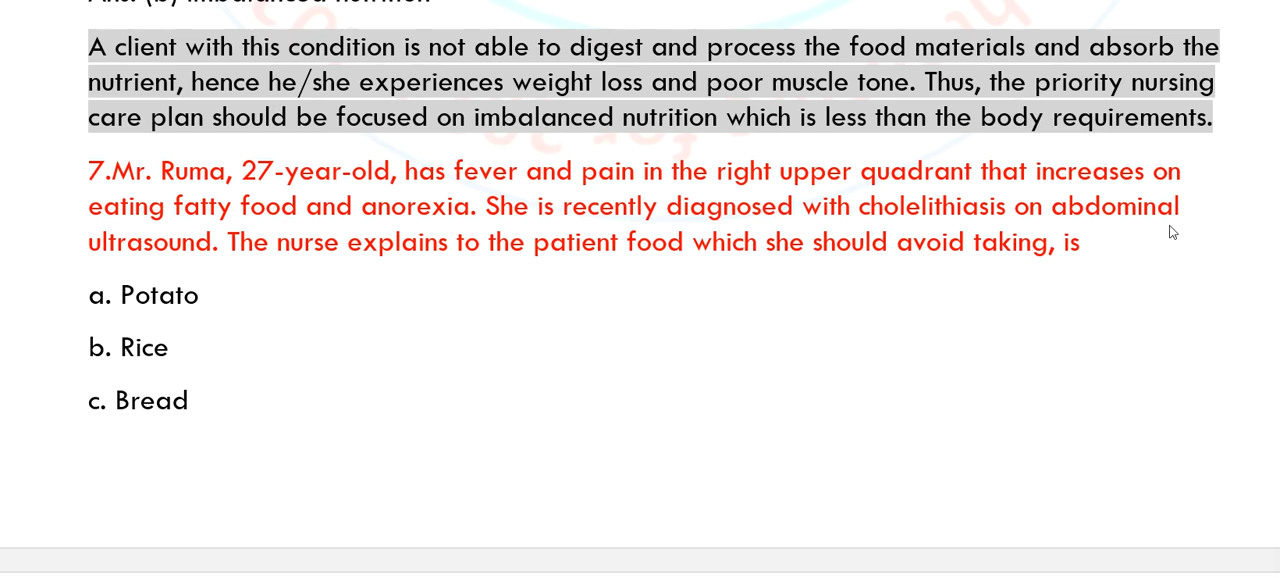 A client with this condition is not able to digest and process the food materials and absorb the
nutrient, hence he/she experiences weight loss and poor muscle tone. Thus, the priority nursing
care plan should be focused on imbalanced nutrition which is less than the body requirements.
7.Mr. Ruma, 27-year-old, has fever and pain in the right upper quadrant that increases on
eating fatty food and anorexia. She is recently diagnosed with cholelithiasis on abdominal
ultrasound. The nurse explains to the patient food which she should avoid taking, is
a. Potato
b. Rice
c. Bread